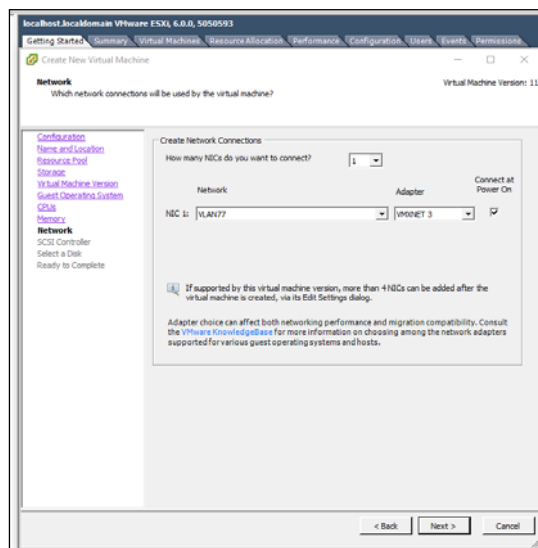 localhost.localdomain VMware ESXi, 6.0.0, 5050593
Getting Started Summary Virtual Machines Resource Allocation Performance Configuration Users Events Permissions
Create New Virtual Machine
Network
Which network connections will be used by the virtual machine?
Virtual Machine Version: 11
Configuration
Name and Location
Resource Pool
Storage
Virtual Machine Version
Guest Operating System
CPUs
Memory
Network
SCSI Controller
Select a Disk
Ready to Complete
Create Network Connections
How many NICs do you want to connect? 1
Network Adapter Connect at Power On
NIC 1: VLAN77 VMXNET 3
If supported by this virtual machine version, more than 4 NICs can be added after the
virtual machine is created, via its Edit Settings dialog.
Adapter choice can affect both networking performance and migration compatibility. Consult
the VMware KnowledgeBase for more information on choosing among the network adapters
supported for various guest operating systems and hosts.
< Back Next > Cancel